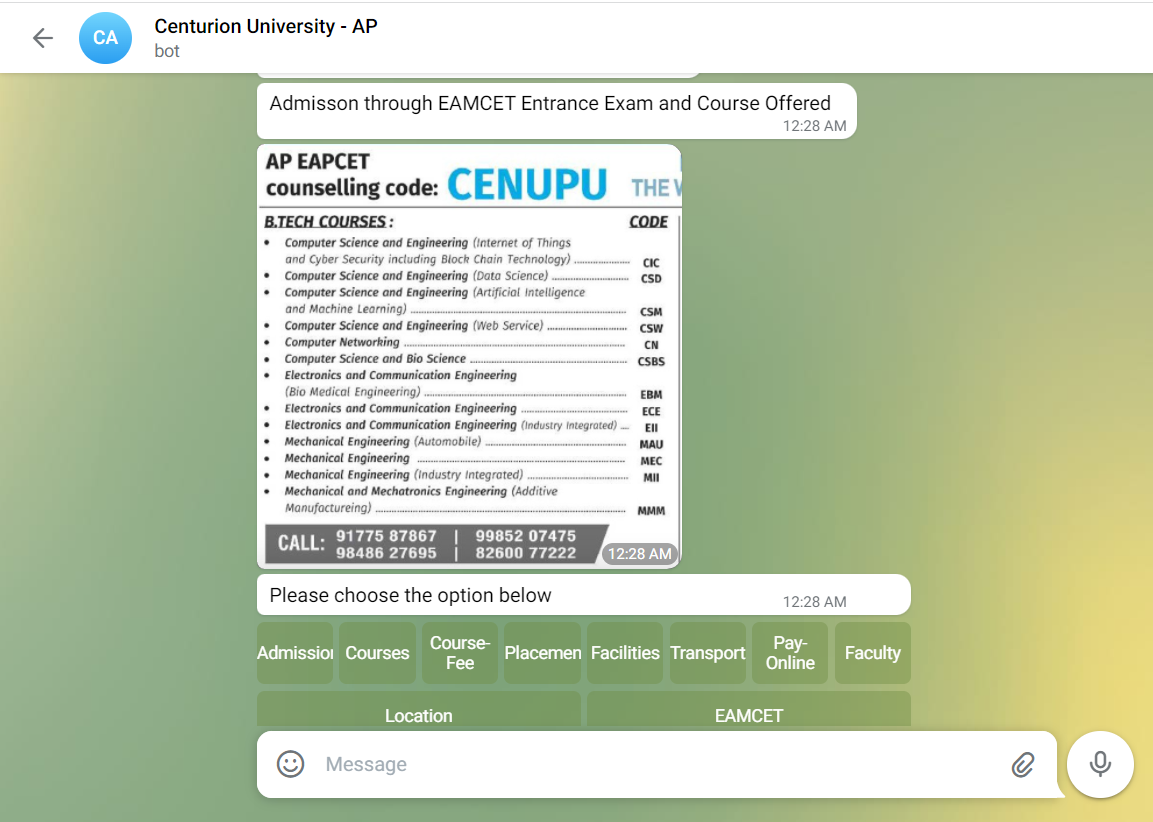 CA
Centurion University - AP
bot
Admisson through EAMCET Entrance Exam and Course Offered
12:28 AM
AP EAPCET
counselling code: CENUPU THE
B.TECH COURSES : CODE
• Computer Science and Engineering (Internet of Things
and Cyber Security including Block Chain Technology) CIC
• Computer Science and Engineering (Data Science) CSD
• Computer Science and Engineering (Artificial Intelligence
and Machine Learning) CSM
• Computer Science and Engineering (Web Service) CSW
• Computer Networking CN
• Computer Science and Bio Science CSBS
• Electronics and Communication Engineering
(Bio Medical Engineering) EBM
• Electronics and Communication Engineering ECE
• Electronics and Communication Engineering (Industry Integrated) EII
• Mechanical Engineering (Automobile) MAU
• Mechanical Engineering MEC
• Mechanical Engineering (Industry Integrated) MII
• Mechanical and Mechatronics Engineering (Additive
Manufactureing) MMM
CALL: 91775 87867 | 99852 07475
98486 27695 | 82600 77222
12:28 AM
Please choose the option below
12:28 AM
Admission Courses Course-Fee Placemen Facilities Transport Pay-Online Faculty
Location EAMCET
Message